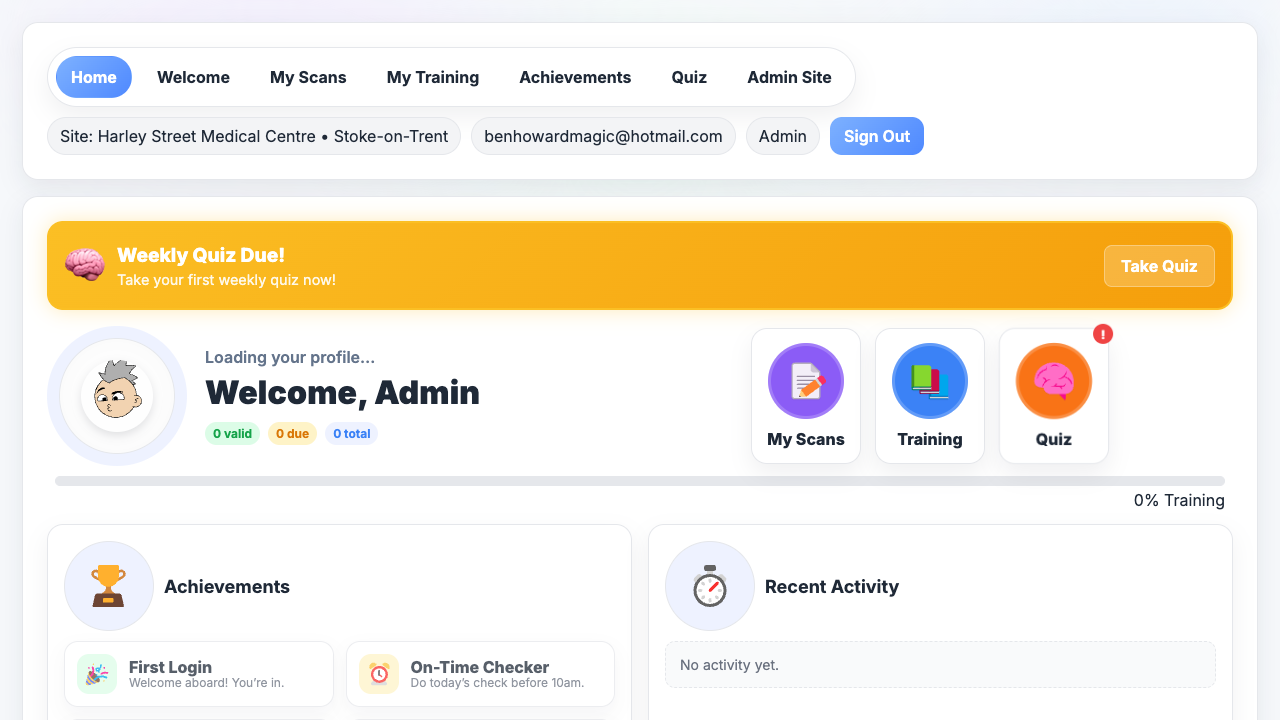 Home
Welcome
My Scans
My Training
Achievements
Quiz
Admin Site
Site: Harley Street Medical Centre • Stoke-on-Trent
benhowardmagic@hotmail.com
Admin
Sign Out
Weekly Quiz Due!
Take your first weekly quiz now!
Take Quiz
Loading your profile...
Welcome, Admin
0 valid
0 due
0 total
My Scans
Training
Quiz
!
0% Training
Achievements
First Login
Welcome aboard! You’re in.
On-Time Checker
Do today’s check before 10am.
Recent Activity
No activity yet.